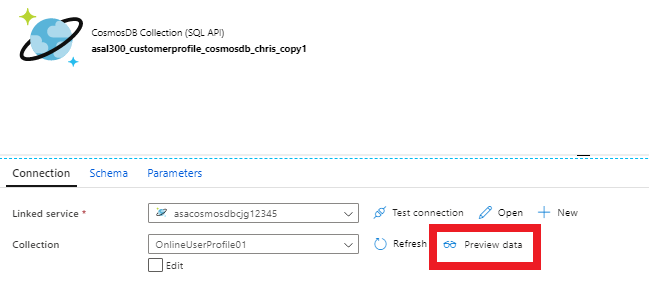 CosmosDB Collection (SQL API)
asal300_customerprofile_cosmosdb_chris_copy1
Connection Schema Parameters
Linked service * asacosmosdbcjg12345 Test connection Open New
Collection OnlineUserProfile01 Refresh Preview data
Edit